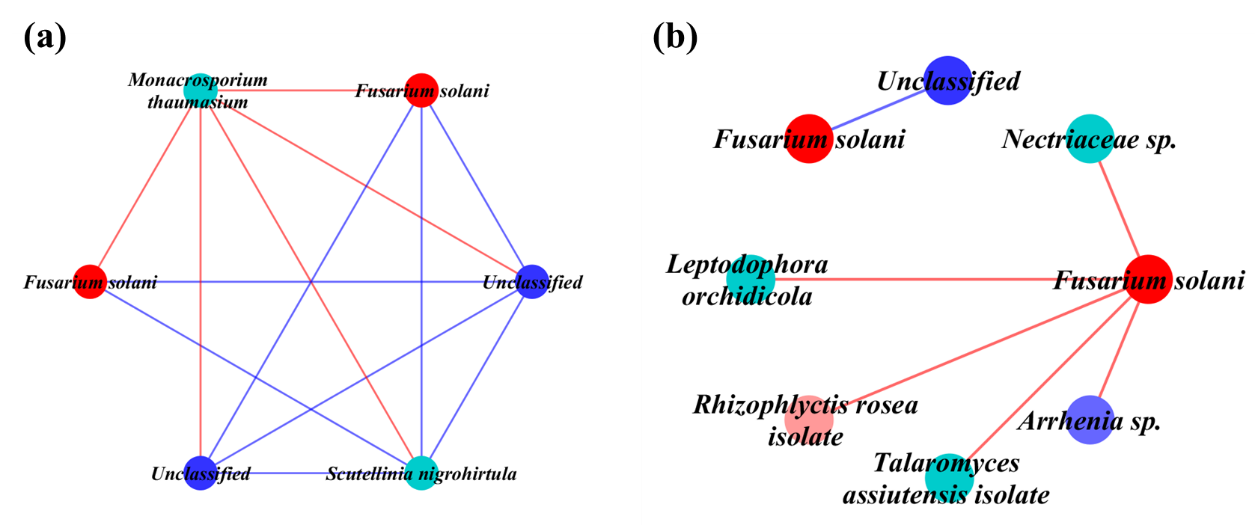 (a)
Monacrosporium
thaumasium
Fusarium solani
Fusarium solani
Unclassified
Unclassified
Scutellinia nigrohirtula
(b)
Unclassified
Fusarium solani
Nectriaceae sp.
Leptodophora
orchidicola
Fusarium solani
Rhizophlyctis rosea
isolate
Arrhenia sp.
Talaromyces
assiutensis isolate